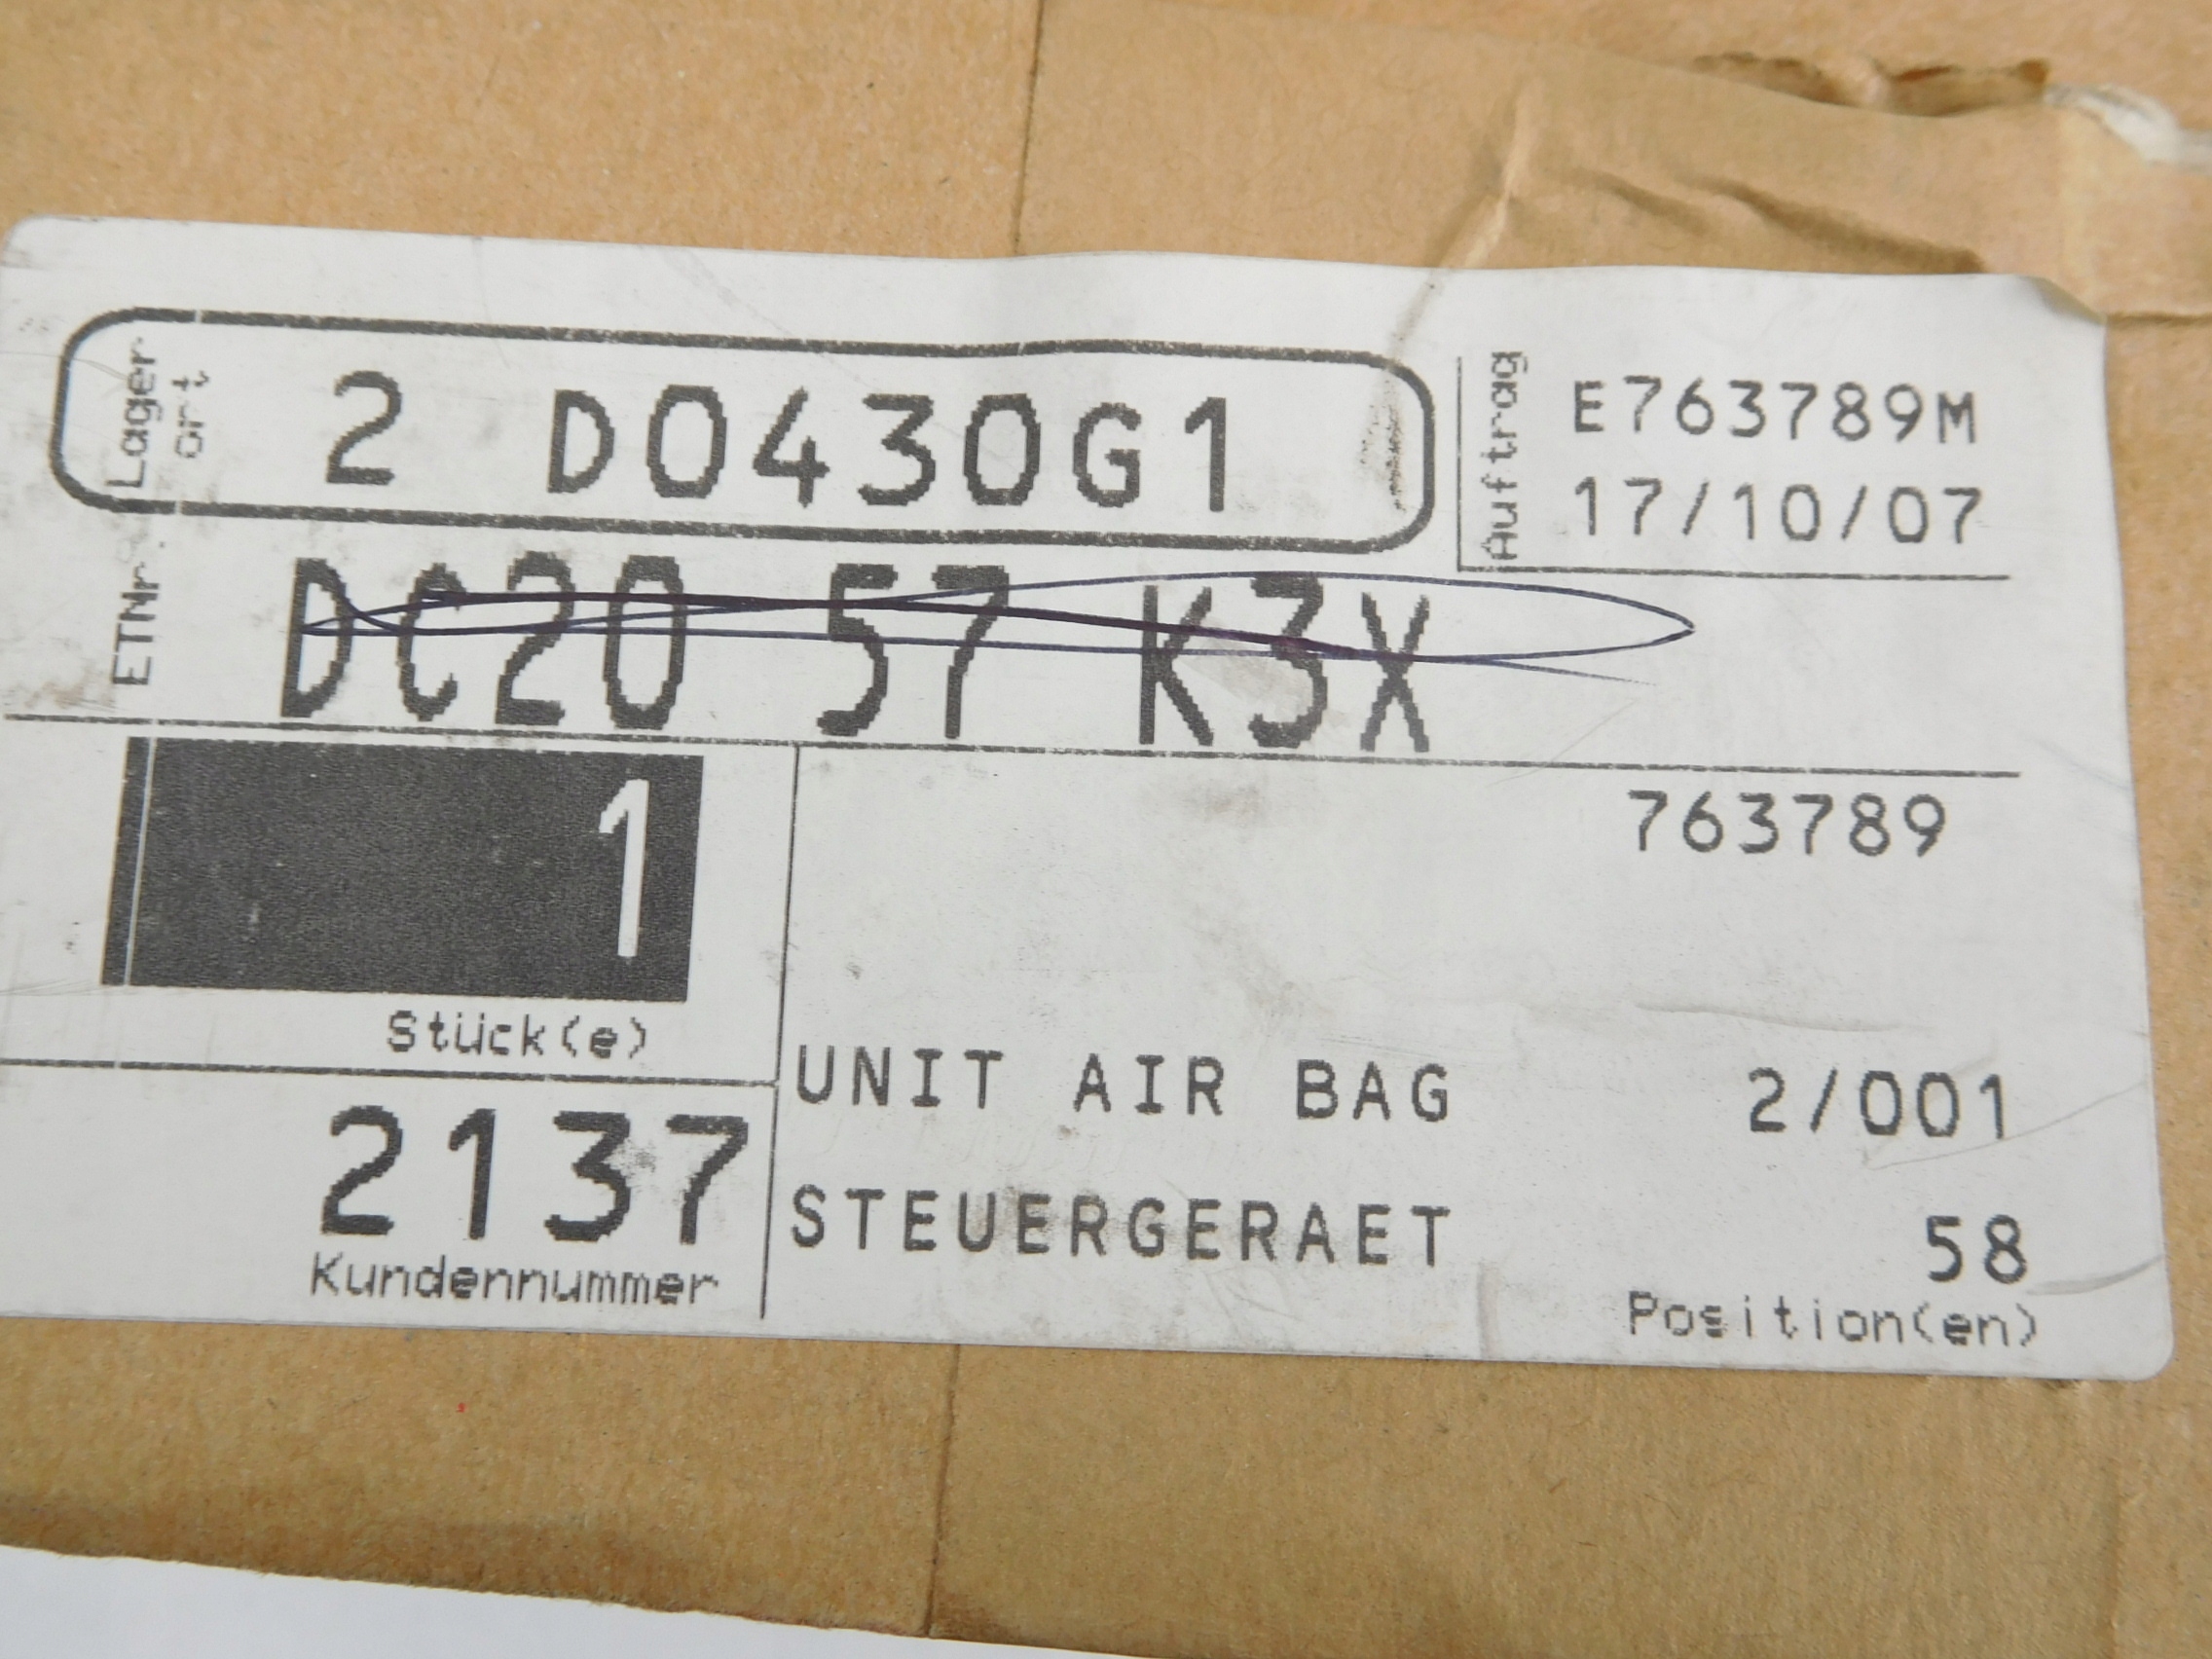 Lager
ort
2 D0430G1
Auftrag
E763789M
17/10/07
ETNr.
DC20 57 K3X
1
Stück(e)
763789
UNIT AIR BAG 2/001
2137
STEUERGERAET 58
Kundennummer
Position(en)